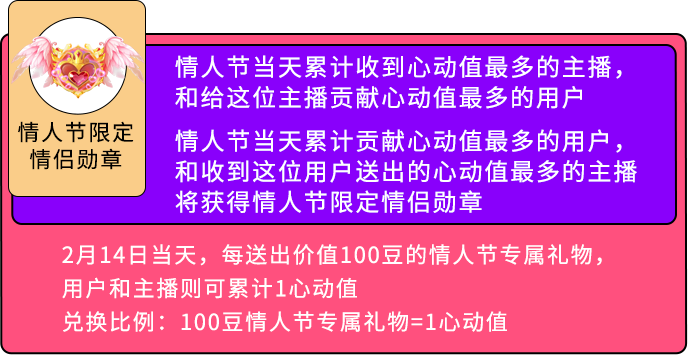 情人节限定
情侣勋章
情人节当天累计收到心动值最多的主播，
和给这位主播贡献心动值最多的用户
情人节当天累计贡献心动值最多的用户，
和收到这位用户送出的心动值最多的主播
将获得情人节限定情侣勋章
2月14日当天，每送出价值100豆的情人节专属礼物，
用户和主播则可累计1心动值
兑换比例：100豆情人节专属礼物=1心动值